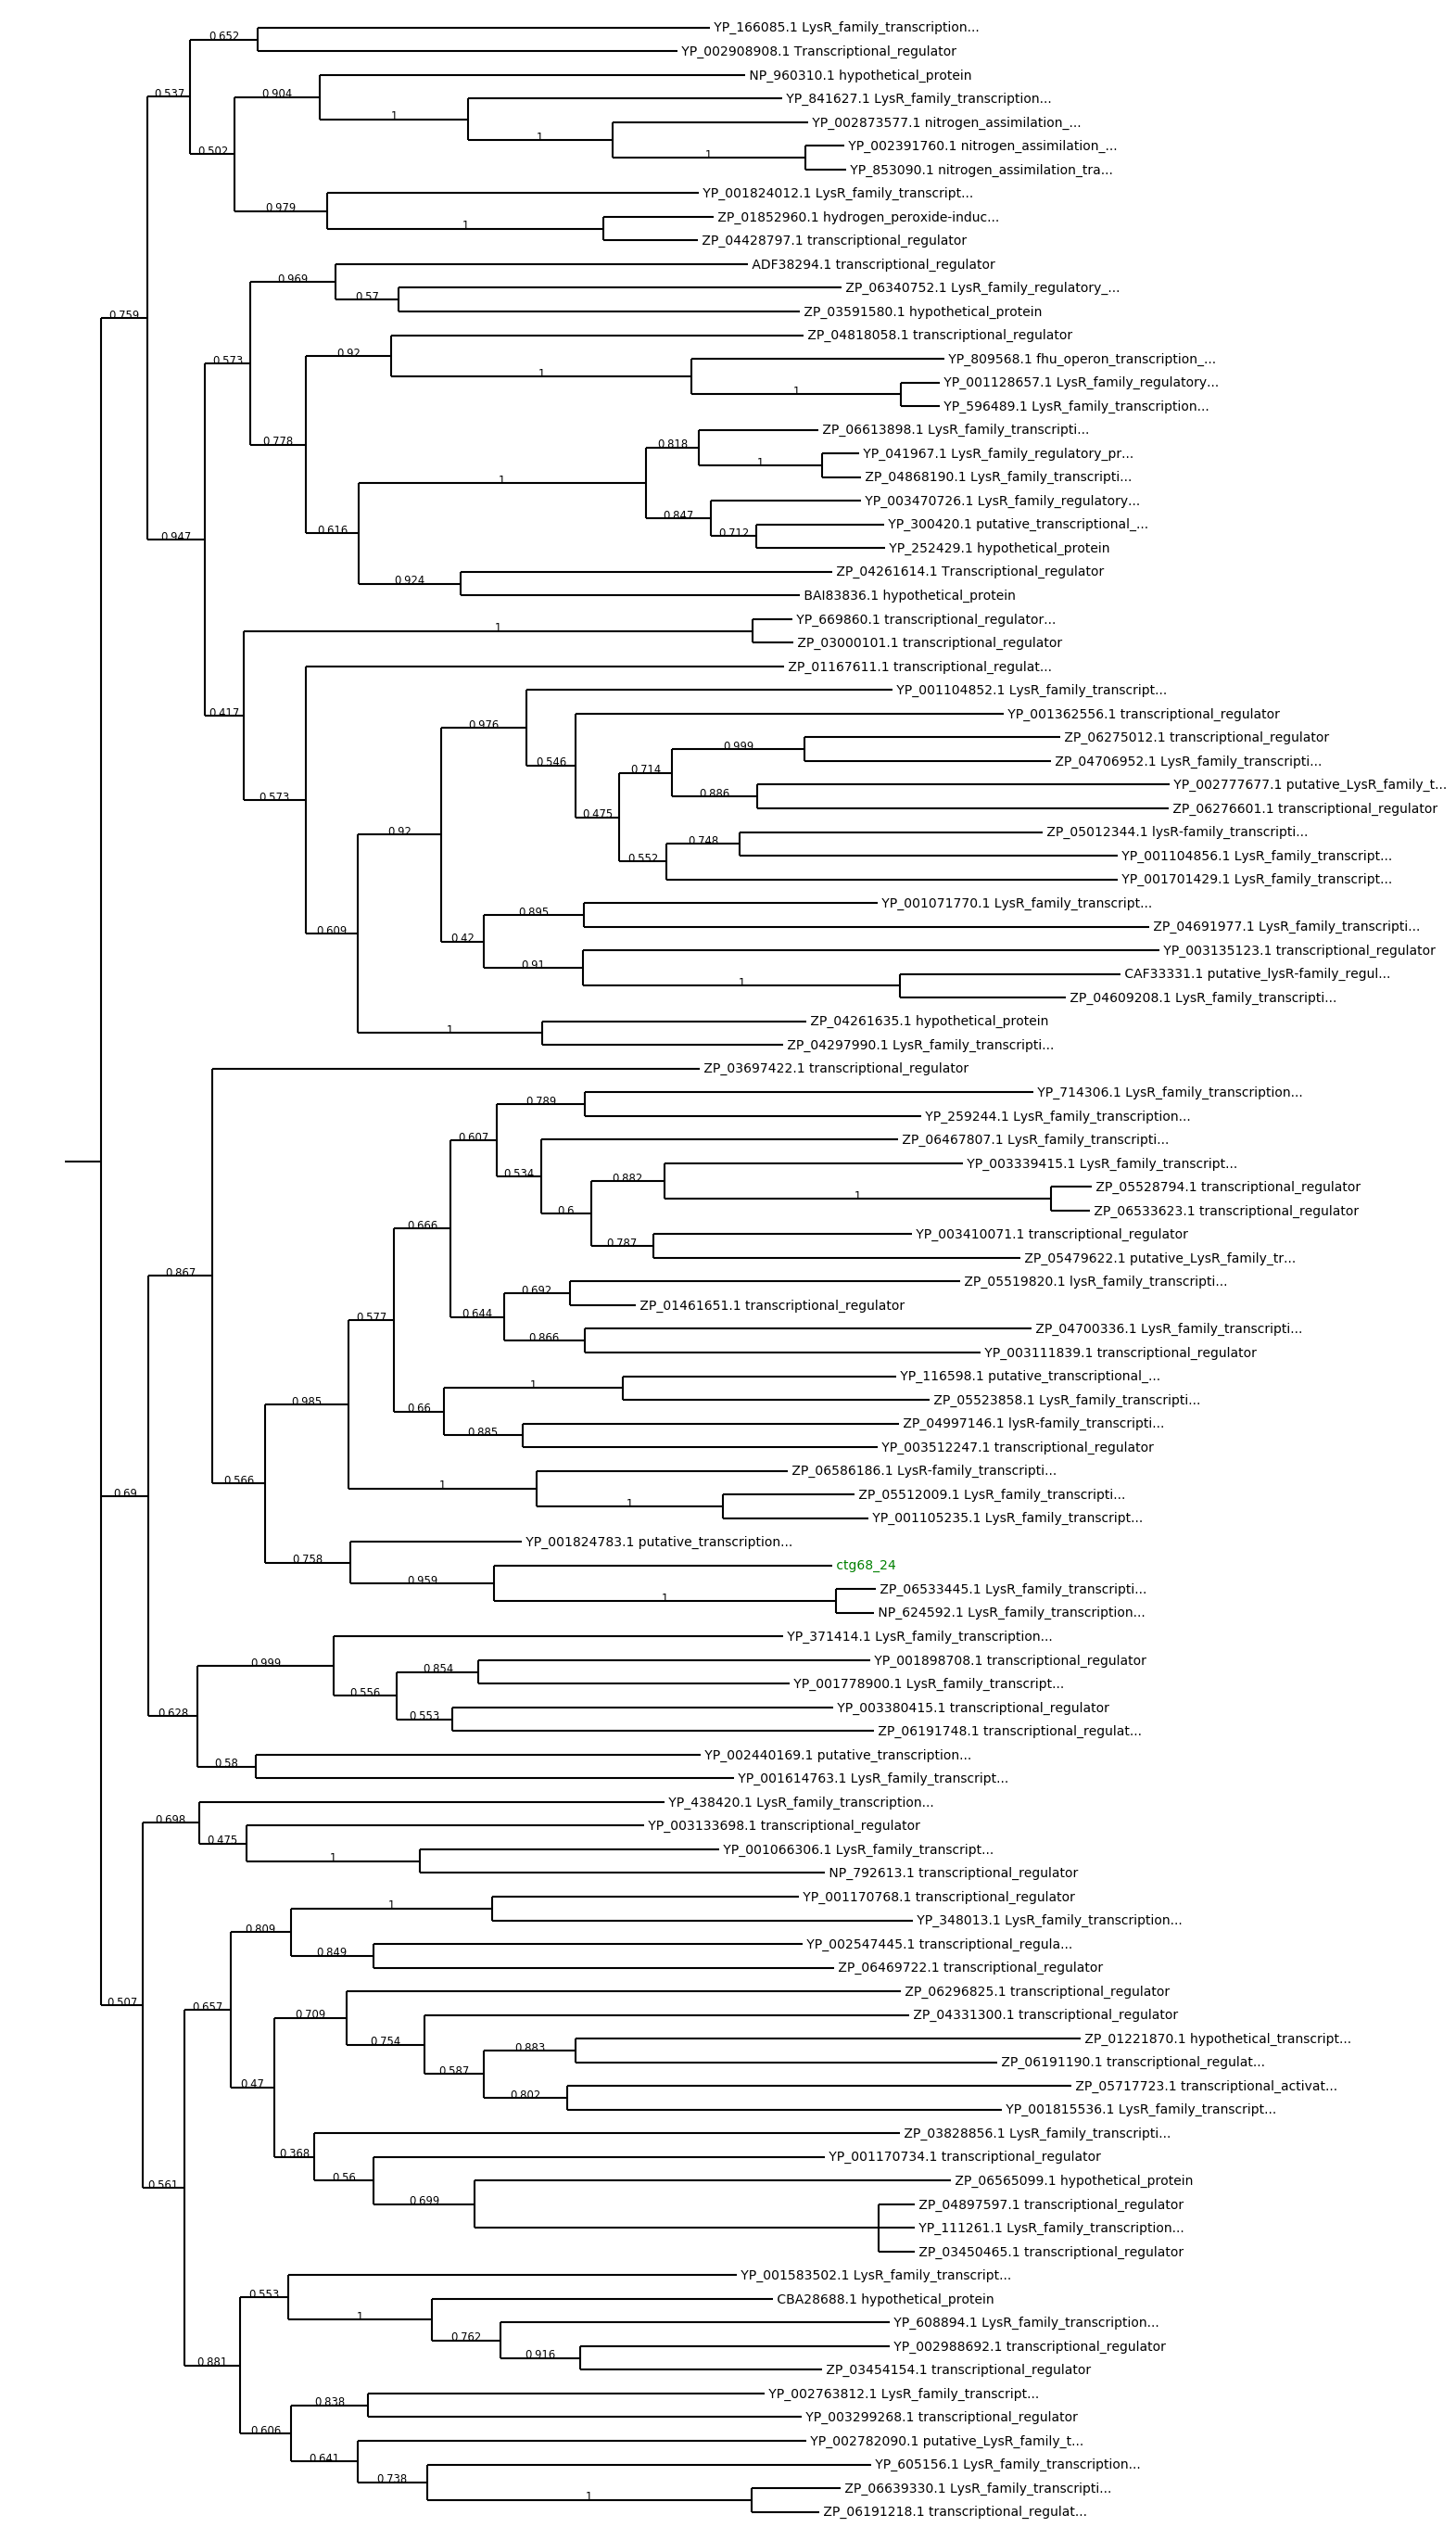 0.652
YP_166085.1 LysR_family_transcription...
YP_002908908.1 Transcriptional_regulator
0.537
0.904
NP_960310.1 hypothetical_protein
YP_841627.1 LysR_family_transcription...
1
YP_002873577.1 nitrogen_assimilation_...
1
YP_002391760.1 nitrogen_assimilation_...
1
YP_853090.1 nitrogen_assimilation_tra...
0.502
YP_001824012.1 LysR_family_transcript...
0.979
ZP_01852960.1 hydrogen_peroxide-induc...
1
ZP_04428797.1 transcriptional_regulator
0.759
ADF38294.1 transcriptional_regulator
0.969
ZP_06340752.1 LysR_family_regulatory_...
0.57
ZP_03591580.1 hypothetical_protein
0.573
ZP_04818058.1 transcriptional_regulator
0.92
YP_809568.1 fhu_operon_transcription_...
1
YP_001128657.1 LysR_family_regulatory...
1
YP_596489.1 LysR_family_transcription...
0.778
ZP_06613898.1 LysR_family_transcripti...
0.818
YP_041967.1 LysR_family_regulatory_pr...
1
ZP_04868190.1 LysR_family_transcripti...
1
YP_003470726.1 LysR_family_regulatory...
0.847
YP_300420.1 putative_transcriptional_...
0.712
YP_252429.1 hypothetical_protein
0.616
ZP_04261614.1 Transcriptional_regulator
0.924
BAI83836.1 hypothetical_protein
0.947
YP_669860.1 transcriptional_regulator...
1
ZP_03000101.1 transcriptional_regulator
0.417
ZP_01167611.1 transcriptional_regulat...
0.573
YP_001104852.1 LysR_family_transcript...
0.976
YP_001362556.1 transcriptional_regulator
0.546
ZP_06275012.1 transcriptional_regulator
0.999
ZP_04706952.1 LysR_family_transcripti...
0.714
YP_002777677.1 putative_LysR_family_t...
0.886
ZP_06276601.1 transcriptional_regulator
0.475
ZP_05012344.1 lysR-family_transcripti...
0.748
YP_001104856.1 LysR_family_transcript...
0.552
YP_001701429.1 LysR_family_transcript...
0.92
YP_001071770.1 LysR_family_transcript...
0.895
ZP_04691977.1 LysR_family_transcripti...
0.42
YP_003135123.1 transcriptional_regulator
0.91
CAF33331.1 putative_lysR-family_regul...
1
ZP_04609208.1 LysR_family_transcripti...
0.609
ZP_04261635.1 hypothetical_protein
1
ZP_04297990.1 LysR_family_transcripti...
ZP_03697422.1 transcriptional_regulator
0.867
YP_714306.1 LysR_family_transcription...
0.789
YP_259244.1 LysR_family_transcription...
0.607
ZP_06467807.1 LysR_family_transcripti...
0.534
YP_003339415.1 LysR_family_transcript...
0.882
ZP_05528794.1 transcriptional_regulator
1
ZP_06533623.1 transcriptional_regulator
0.6
YP_003410071.1 transcriptional_regulator
0.787
ZP_05479622.1 putative_LysR_family_tr...
0.666
ZP_05519820.1 lysR_family_transcripti...
0.692
ZP_01461651.1 transcriptional_regulator
0.644
ZP_04700336.1 LysR_family_transcripti...
0.866
YP_003111839.1 transcriptional_regulator
0.577
YP_116598.1 putative_transcriptional_...
1
ZP_05523858.1 LysR_family_transcripti...
0.66
ZP_04997146.1 lysR-family_transcripti...
0.885
YP_003512247.1 transcriptional_regulator
0.985
ZP_06586186.1 LysR-family_transcripti...
1
ZP_05512009.1 LysR_family_transcripti...
1
YP_001105235.1 LysR_family_transcript...
0.566
0.69
YP_001824783.1 putative_transcription...
0.758
ctg68_24
0.959
ZP_06533445.1 LysR_family_transcripti...
1
NP_624592.1 LysR_family_transcription...
YP_371414.1 LysR_family_transcription...
0.999
YP_001898708.1 transcriptional_regulator
0.854
YP_001778900.1 LysR_family_transcript...
0.556
YP_003380415.1 transcriptional_regulator
0.553
ZP_06191748.1 transcriptional_regulat...
0.628
YP_002440169.1 putative_transcription...
0.58
YP_001614763.1 LysR_family_transcript...
YP_438420.1 LysR_family_transcription...
0.698
YP_003133698.1 transcriptional_regulator
0.475
YP_001066306.1 LysR_family_transcript...
1
NP_792613.1 transcriptional_regulator
0.507
YP_001170768.1 transcriptional_regulator
1
YP_348013.1 LysR_family_transcription...
0.809
YP_002547445.1 transcriptional_regula...
0.849
ZP_06469722.1 transcriptional_regulator
0.657
ZP_06296825.1 transcriptional_regulator
0.709
ZP_04331300.1 transcriptional_regulator
0.754
ZP_01221870.1 hypothetical_transcript...
0.883
ZP_06191190.1 transcriptional_regulat...
0.587
ZP_05717723.1 transcriptional_activat...
0.802
YP_001815536.1 LysR_family_transcript...
0.47
ZP_03828856.1 LysR_family_transcripti...
0.368
YP_001170734.1 transcriptional_regulator
0.56
ZP_06565099.1 hypothetical_protein
0.699
ZP_04897597.1 transcriptional_regulator
YP_111261.1 LysR_family_transcription...
ZP_03450465.1 transcriptional_regulator
0.561
YP_001583502.1 LysR_family_transcript...
0.553
CBA28688.1 hypothetical_protein
1
YP_608894.1 LysR_family_transcription...
0.762
YP_002988692.1 transcriptional_regulator
0.916
ZP_03454154.1 transcriptional_regulator
0.881
YP_002763812.1 LysR_family_transcript...
0.838
YP_003299268.1 transcriptional_regulator
0.606
YP_002782090.1 putative_LysR_family_t...
0.641
YP_605156.1 LysR_family_transcription...
0.738
ZP_06639330.1 LysR_family_transcripti...
1
ZP_06191218.1 transcriptional_regulat...